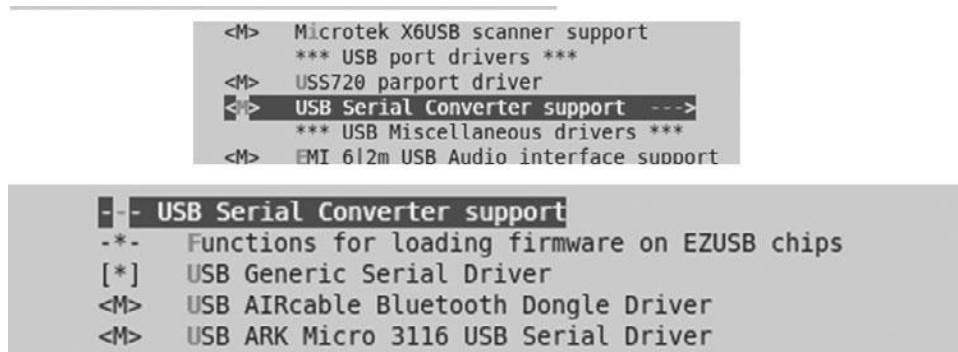 <M> Microtek X6USB scanner support
*** USB port drivers ***
<M> USS720 parport driver
<M> USB Serial Converter support --->
*** USB Miscellaneous drivers ***
<M> EMI 6|2m USB Audio interface support
--- USB Serial Converter support
-*- Functions for loading firmware on EZUSB chips
[*] USB Generic Serial Driver
<M> USB AIRcable Bluetooth Dongle Driver
<M> USB ARK Micro 3116 USB Serial Driver